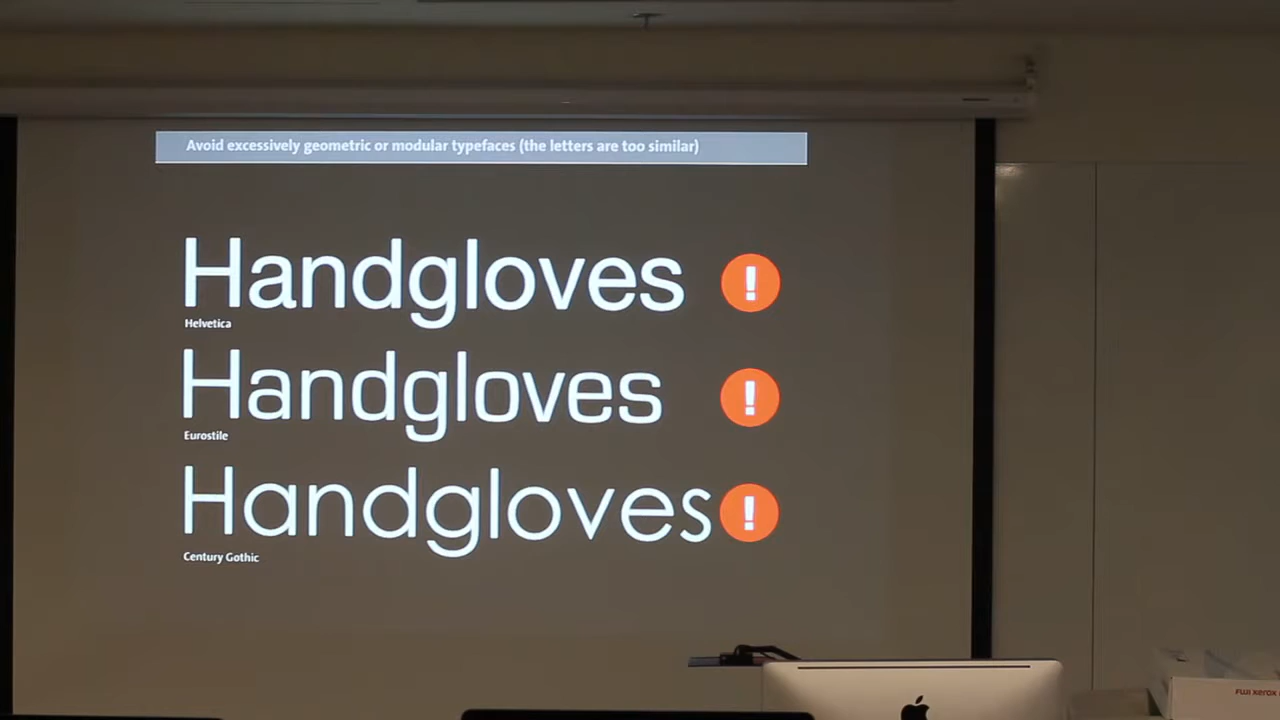 Avoid excessively geometric or modular typefaces (the letters are too similar)
Handgloves !
Helvetica
Handgloves !
Eurostile
Handgloves !
Century Gothic
FUJI XEROX